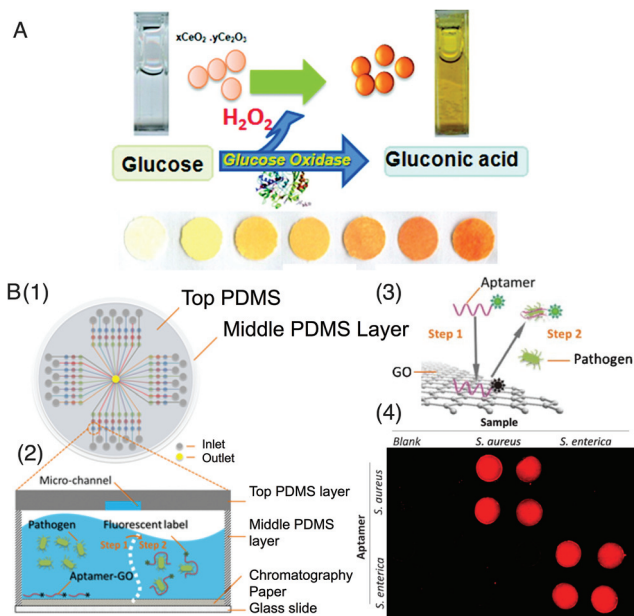 A
xCeO₂ .yCe₂O₃
H₂O₂
Glucose
Glucose Oxidase
Gluconic acid
B(1)
Top PDMS
Middle PDMS Layer
Inlet
Outlet
(2)
Micro-channel
Top PDMS layer
Pathogen
Fluorescent label
Middle PDMS
layer
Step 1
Step 2
Aptamer-GO
Chromatography
Paper
Glass slide
(3)
Aptamer
Step 1
Step 2
Pathogen
GO
Sample
(4)
Blank
S. aureus
S. enterica
Aptamer
S. aureus
S. enterica